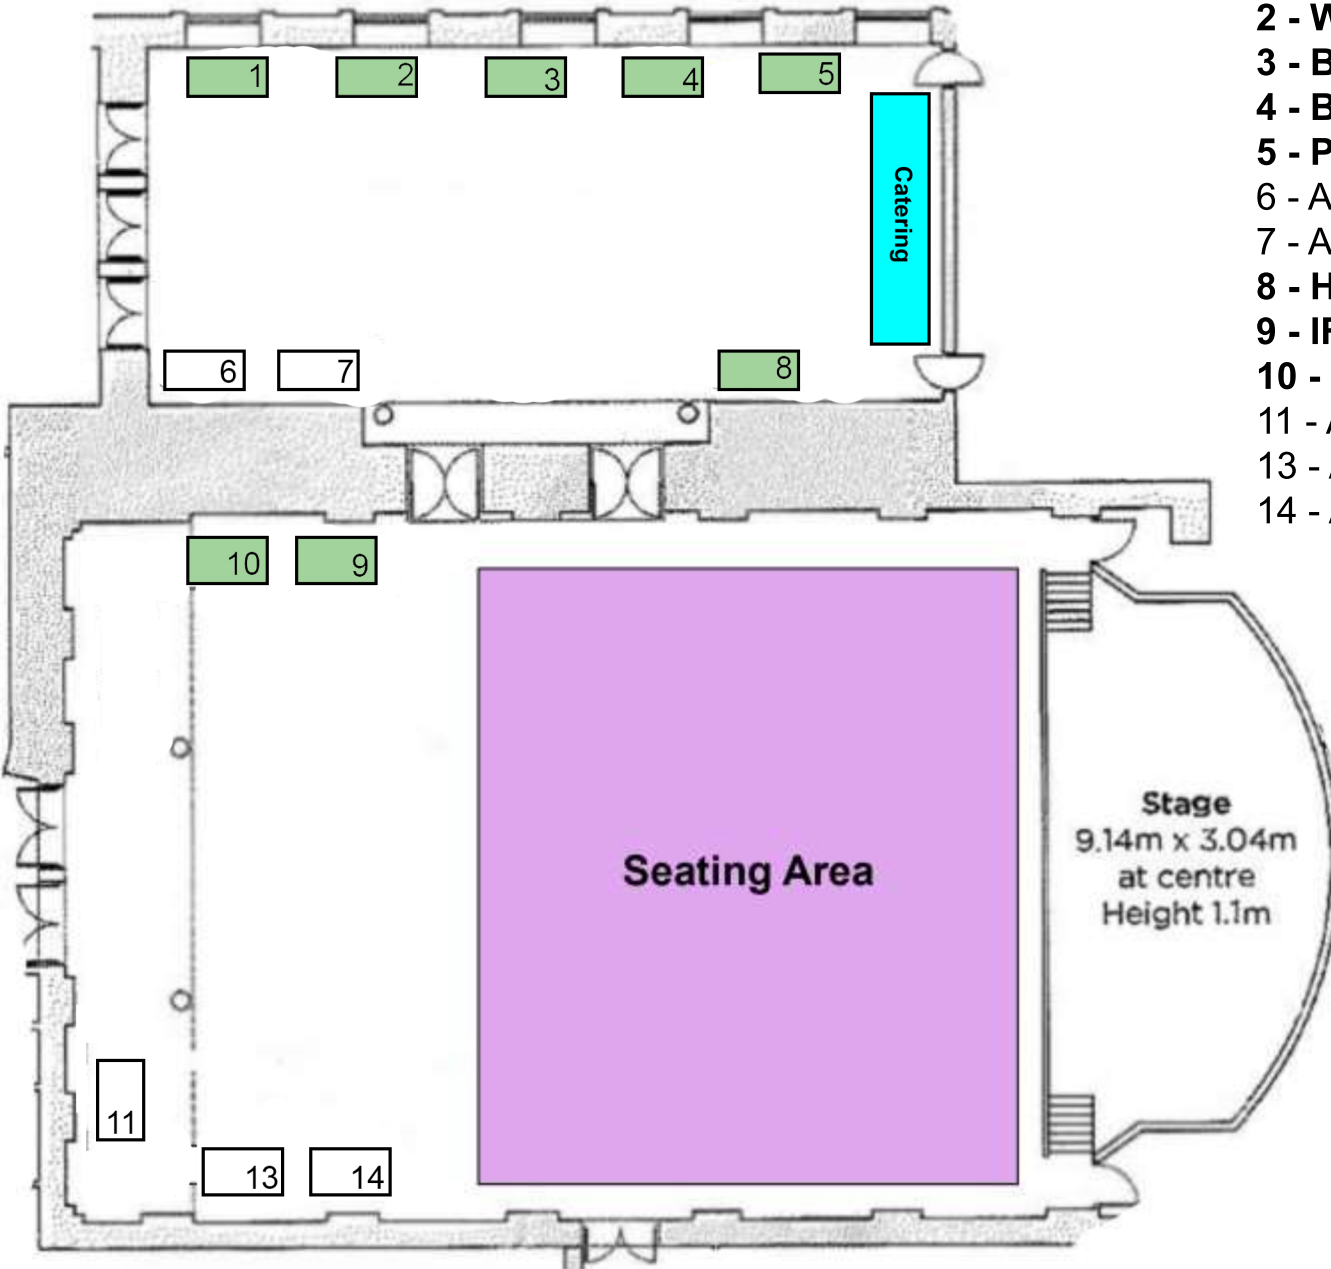 1
2
3
4
5
Catering
6
7
8
10
9
Seating Area
Stage
9.14m x 3.04m
at centre
Height 1.1m
11
13
14
2 - W
3 - B
4 - B
5 - P
6 - A
7 - A
8 - H
9 - IF
10 -
11 - A
13 - A
14 - A